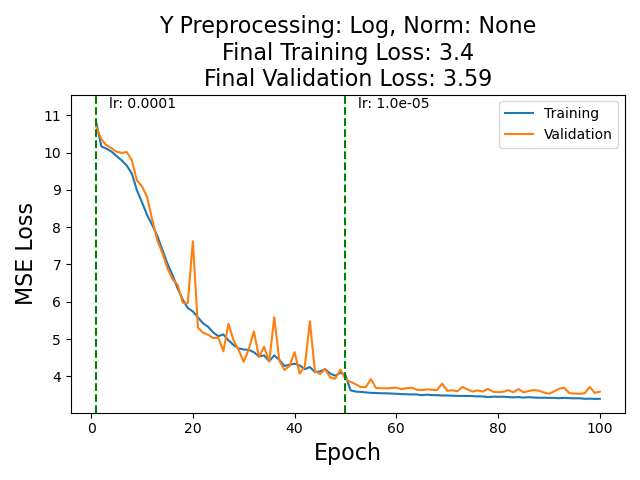 Y Preprocessing: Log, Norm: None
Final Training Loss: 3.4
Final Validation Loss: 3.59
lr: 0.0001
lr: 1.0e-05
Training
Validation
11
10
9
8
7
6
5
4
MSE Loss
0
20
40
60
80
100
Epoch